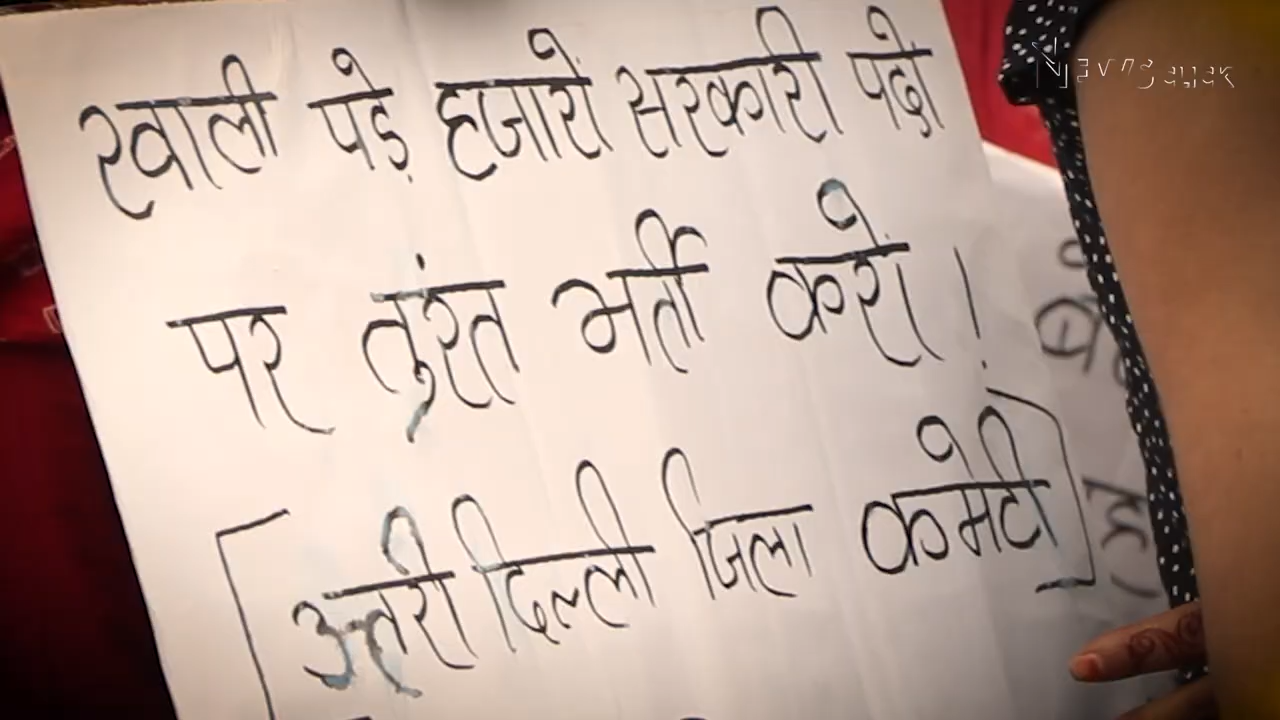 खाली पड़े हजारों सरकारी पदों
पर तुरंत भर्ती करो!
[उत्तरी दिल्ली जिला कमेटी]